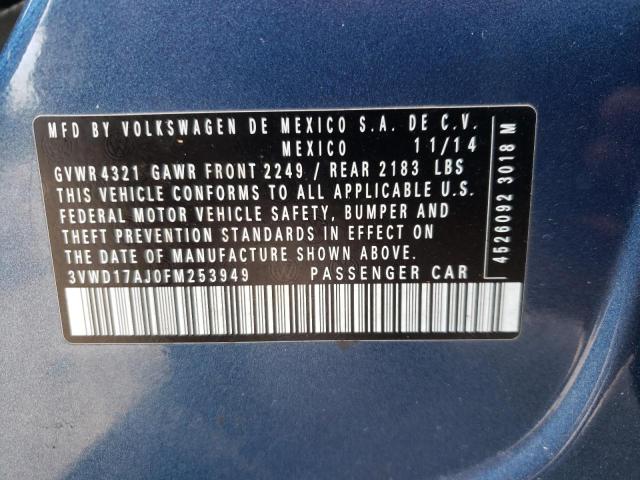 MFD BY VOLKSWAGEN DE MEXICO S.A. DE C.V.
MEXICO 11/14
GVWR 4321 GAWR FRONT 2249 / REAR 2183 LBS
THIS VEHICLE CONFORMS TO ALL APPLICABLE U.S.
FEDERAL MOTOR VEHICLE SAFETY, BUMPER AND
THEFT PREVENTION STANDARDS IN EFFECT ON
THE DATE OF MANUFACTURE SHOWN ABOVE.
3VWD17AJ0FM253949 PASSENGER CAR
4526092 3018 M